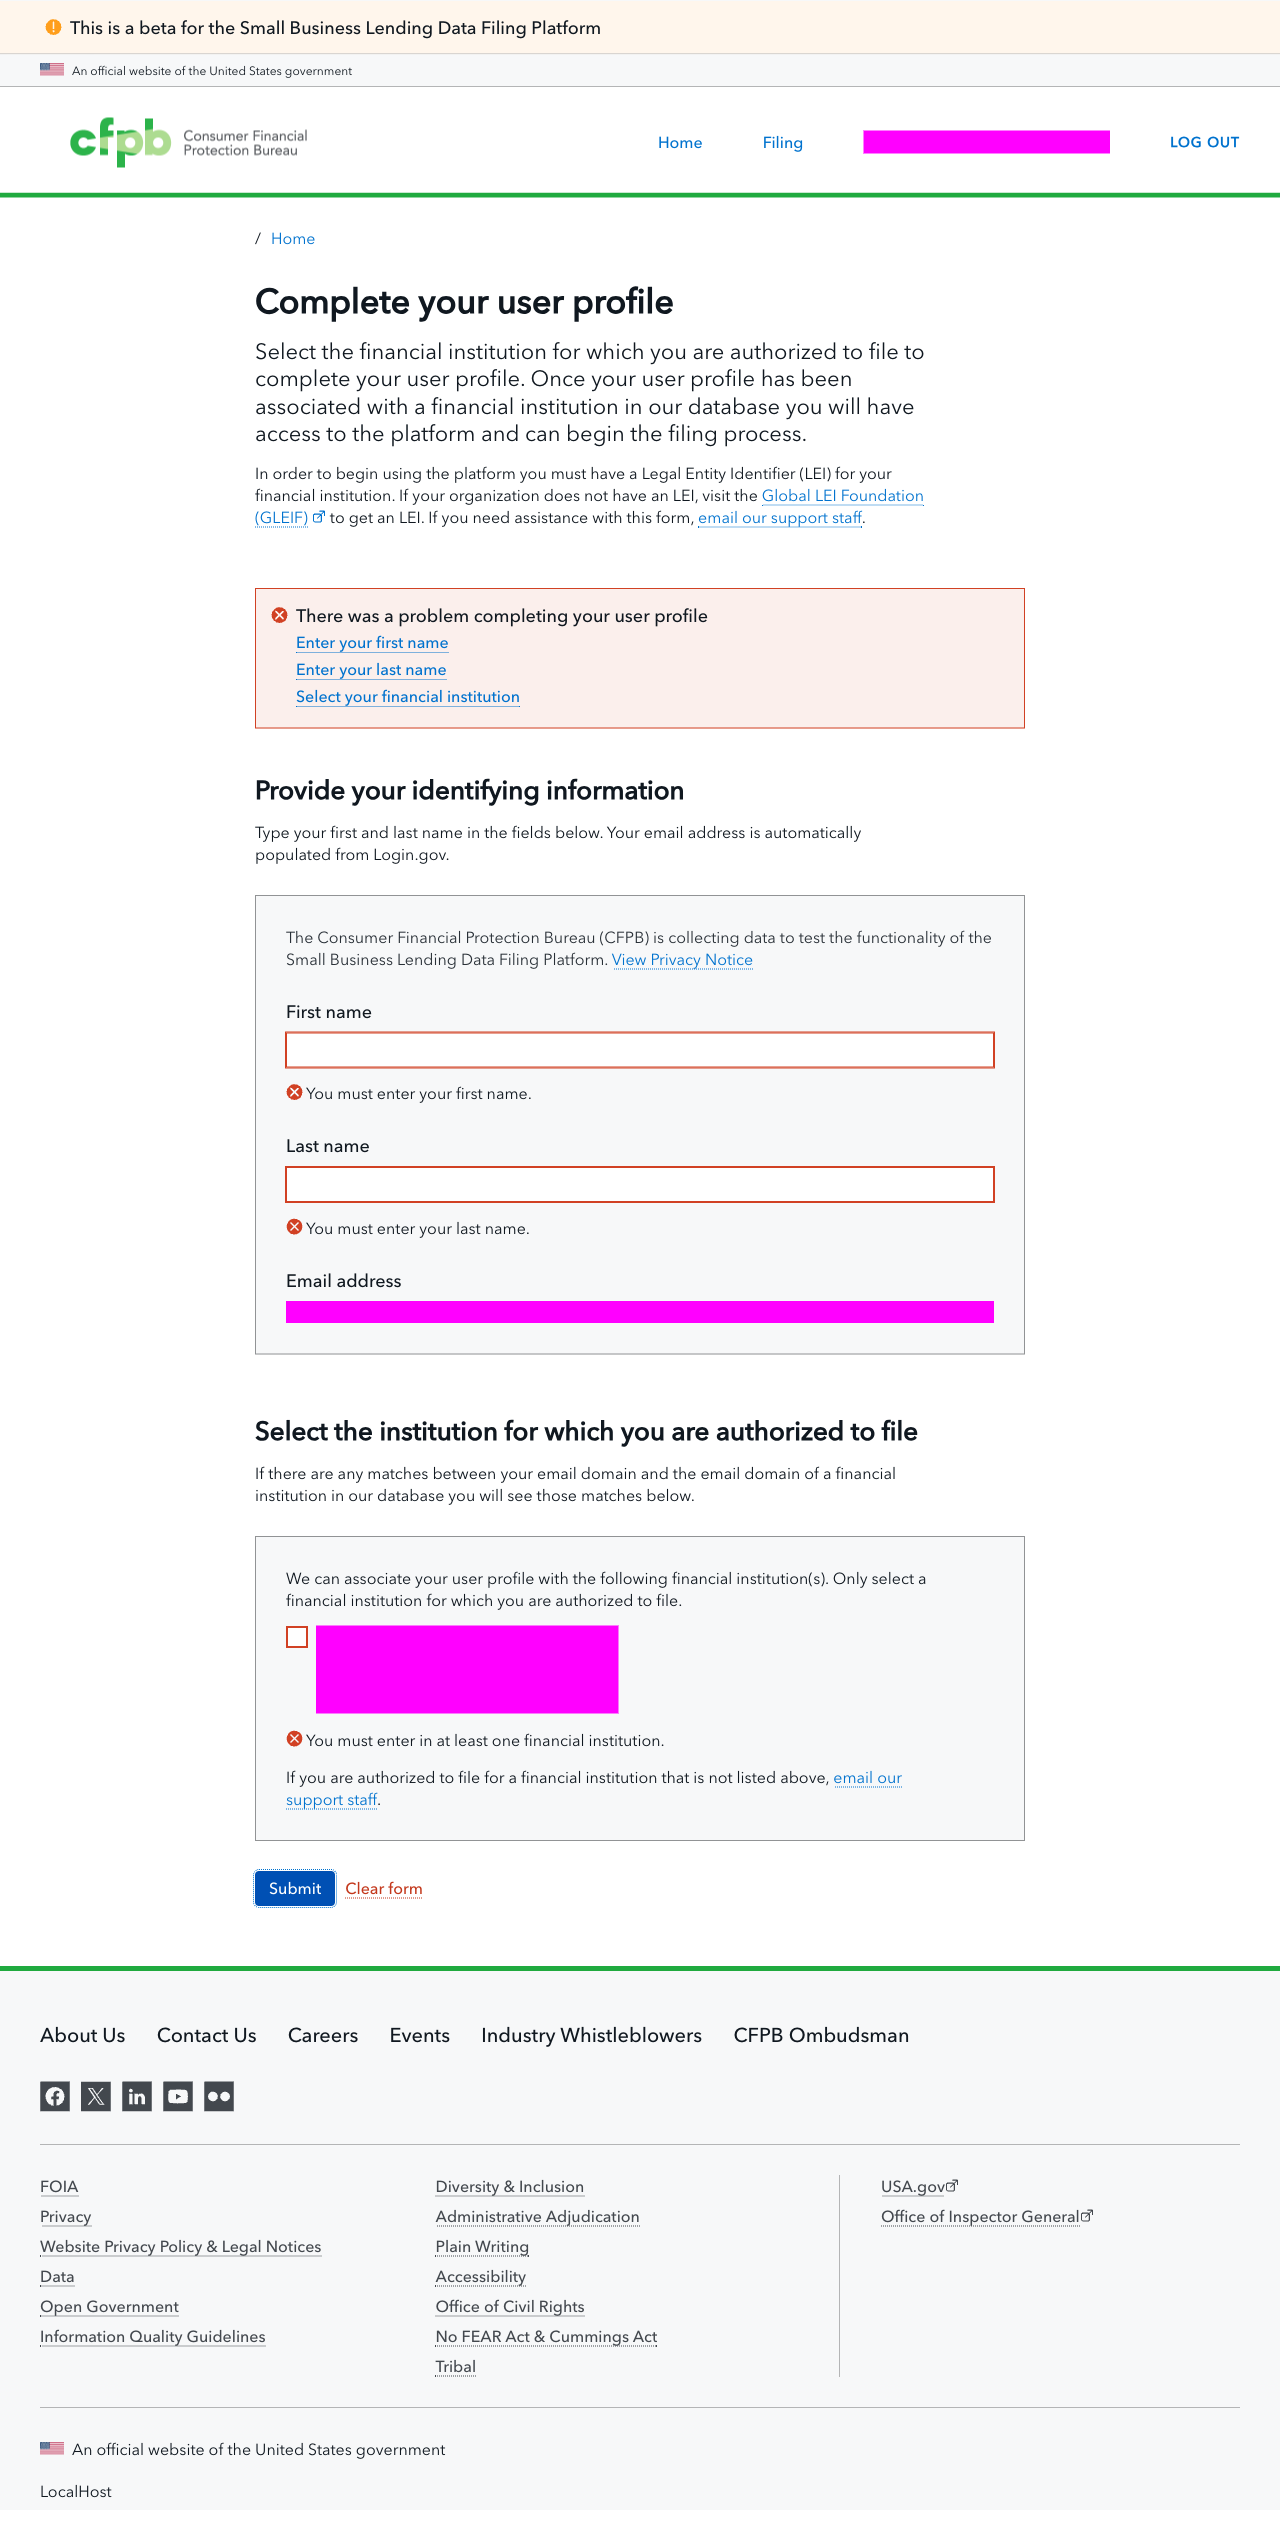 This is a beta for the Small Business Lending Data Filing Platform
An official website of the United States government
cfpb Consumer Financial
Protection Bureau
Home Filing LOG OUT
/ Home
Complete your user profile
Select the financial institution for which you are authorized to file to
complete your user profile. Once your user profile has been
associated with a financial institution in our database you will have
access to the platform and can begin the filing process.
In order to begin using the platform you must have a Legal Entity Identifier (LEI) for your
financial institution. If your organization does not have an LEI, visit the Global LEI Foundation
(GLEIF) to get an LEI. If you need assistance with this form, email our support staff.
There was a problem completing your user profile
Enter your first name
Enter your last name
Select your financial institution
Provide your identifying information
Type your first and last name in the fields below. Your email address is automatically
populated from Login.gov.
The Consumer Financial Protection Bureau (CFPB) is collecting data to test the functionality of the
Small Business Lending Data Filing Platform. View Privacy Notice
First name
You must enter your first name.
Last name
You must enter your last name.
Email address
Select the institution for which you are authorized to file
If there are any matches between your email domain and the email domain of a financial
institution in our database you will see those matches below.
We can associate your user profile with the following financial institution(s). Only select a
financial institution for which you are authorized to file.
You must enter in at least one financial institution.
If you are authorized to file for a financial institution that is not listed above, email our
support staff.
Submit Clear form
About Us Contact Us Careers Events Industry Whistleblowers CFPB Ombudsman
FOIA
Privacy
Website Privacy Policy & Legal Notices
Data
Open Government
Information Quality Guidelines
Diversity & Inclusion
Administrative Adjudication
Plain Writing
Accessibility
Office of Civil Rights
No FEAR Act & Cummings Act
Tribal
USA.gov
Office of Inspector General
An official website of the United States government
LocalHost